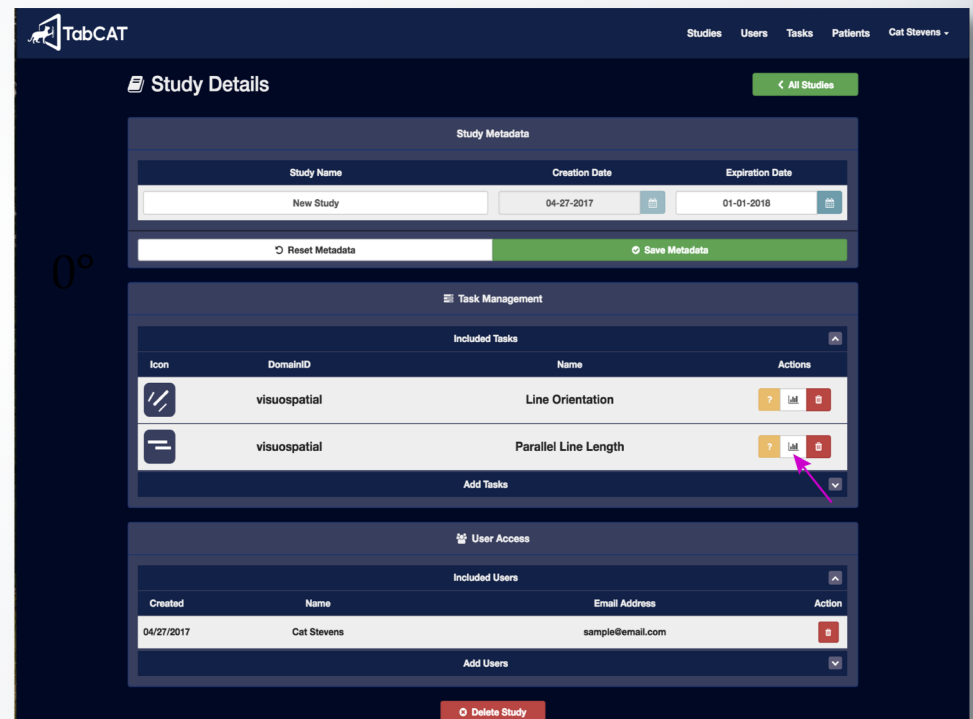 TabCAT
Studies Users Tasks Patients Cat Stevens
Study Details
All Studies
Study Metadata
Study Name Creation Date Expiration Date
New Study 04-27-2017 01-01-2018
Reset Metadata Save Metadata
0°
Task Management
Included Tasks
Icon DomainID Name Actions
visuospatial Line Orientation ?
visuospatial Parallel Line Length ?
Add Tasks
User Access
Included Users
Created Name Email Address Action
04/27/2017 Cat Stevens sample@email.com
Add Users
Delete Study